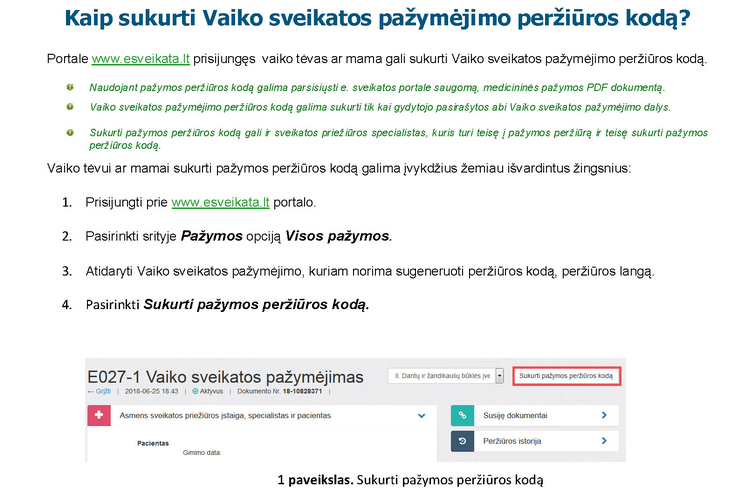 Kaip sukurti Vaiko sveikatos pažymėjimo peržiūros kodą?
Portale www.esveikata.lt prisijungęs vaiko tėvas ar mama gali sukurti Vaiko sveikatos pažymėjimo peržiūros kodą.
Naudojant pažymos peržiūros kodą galima parsisiųsti e. sveikatos portale saugomą, medicininės pažymos PDF dokumentą.
Vaiko sveikatos pažymėjimo peržiūros kodą galima sukurti tik kai gydytojo pasirašytos abi Vaiko sveikatos pažymėjimo dalys.
Sukurti pažymos peržiūros kodą gali ir sveikatos priežiūros specialistas, kuris turi teisę į pažymos peržiūrą ir teisę sukurti pažymos
peržiūros kodą.
Vaiko tėvui ar mamai sukurti pažymos peržiūros kodą galima įvykdžius žemiau išvardintus žingsnius:
1. Prisijungti prie www.esveikata.lt portalo.
2. Pasirinkti srityje Pažymos opciją Visos pažymos.
3. Atidaryti Vaiko sveikatos pažymėjimo, kuriam norima sugeneruoti peržiūros kodą, peržiūros langą.
4. Pasirinkti Sukurti pažymos peržiūros kodą.
E027-1 Vaiko sveikatos pažymėjimas
II. Dantų ir žandikaulių būklės įve
Sukurti pažymos peržiūros kodą
← Grįžti | 2018-06-25 18:43 | Aktyvus | Dokumento Nr. 18-10828371 |
Asmens sveikatos priežiūros įstaiga, specialistas ir pacientas
Susiję dokumentai
Pacientas
Peržiūros istorija
Gimimo data:
1 paveikslas. Sukurti pažymos peržiūros kodą